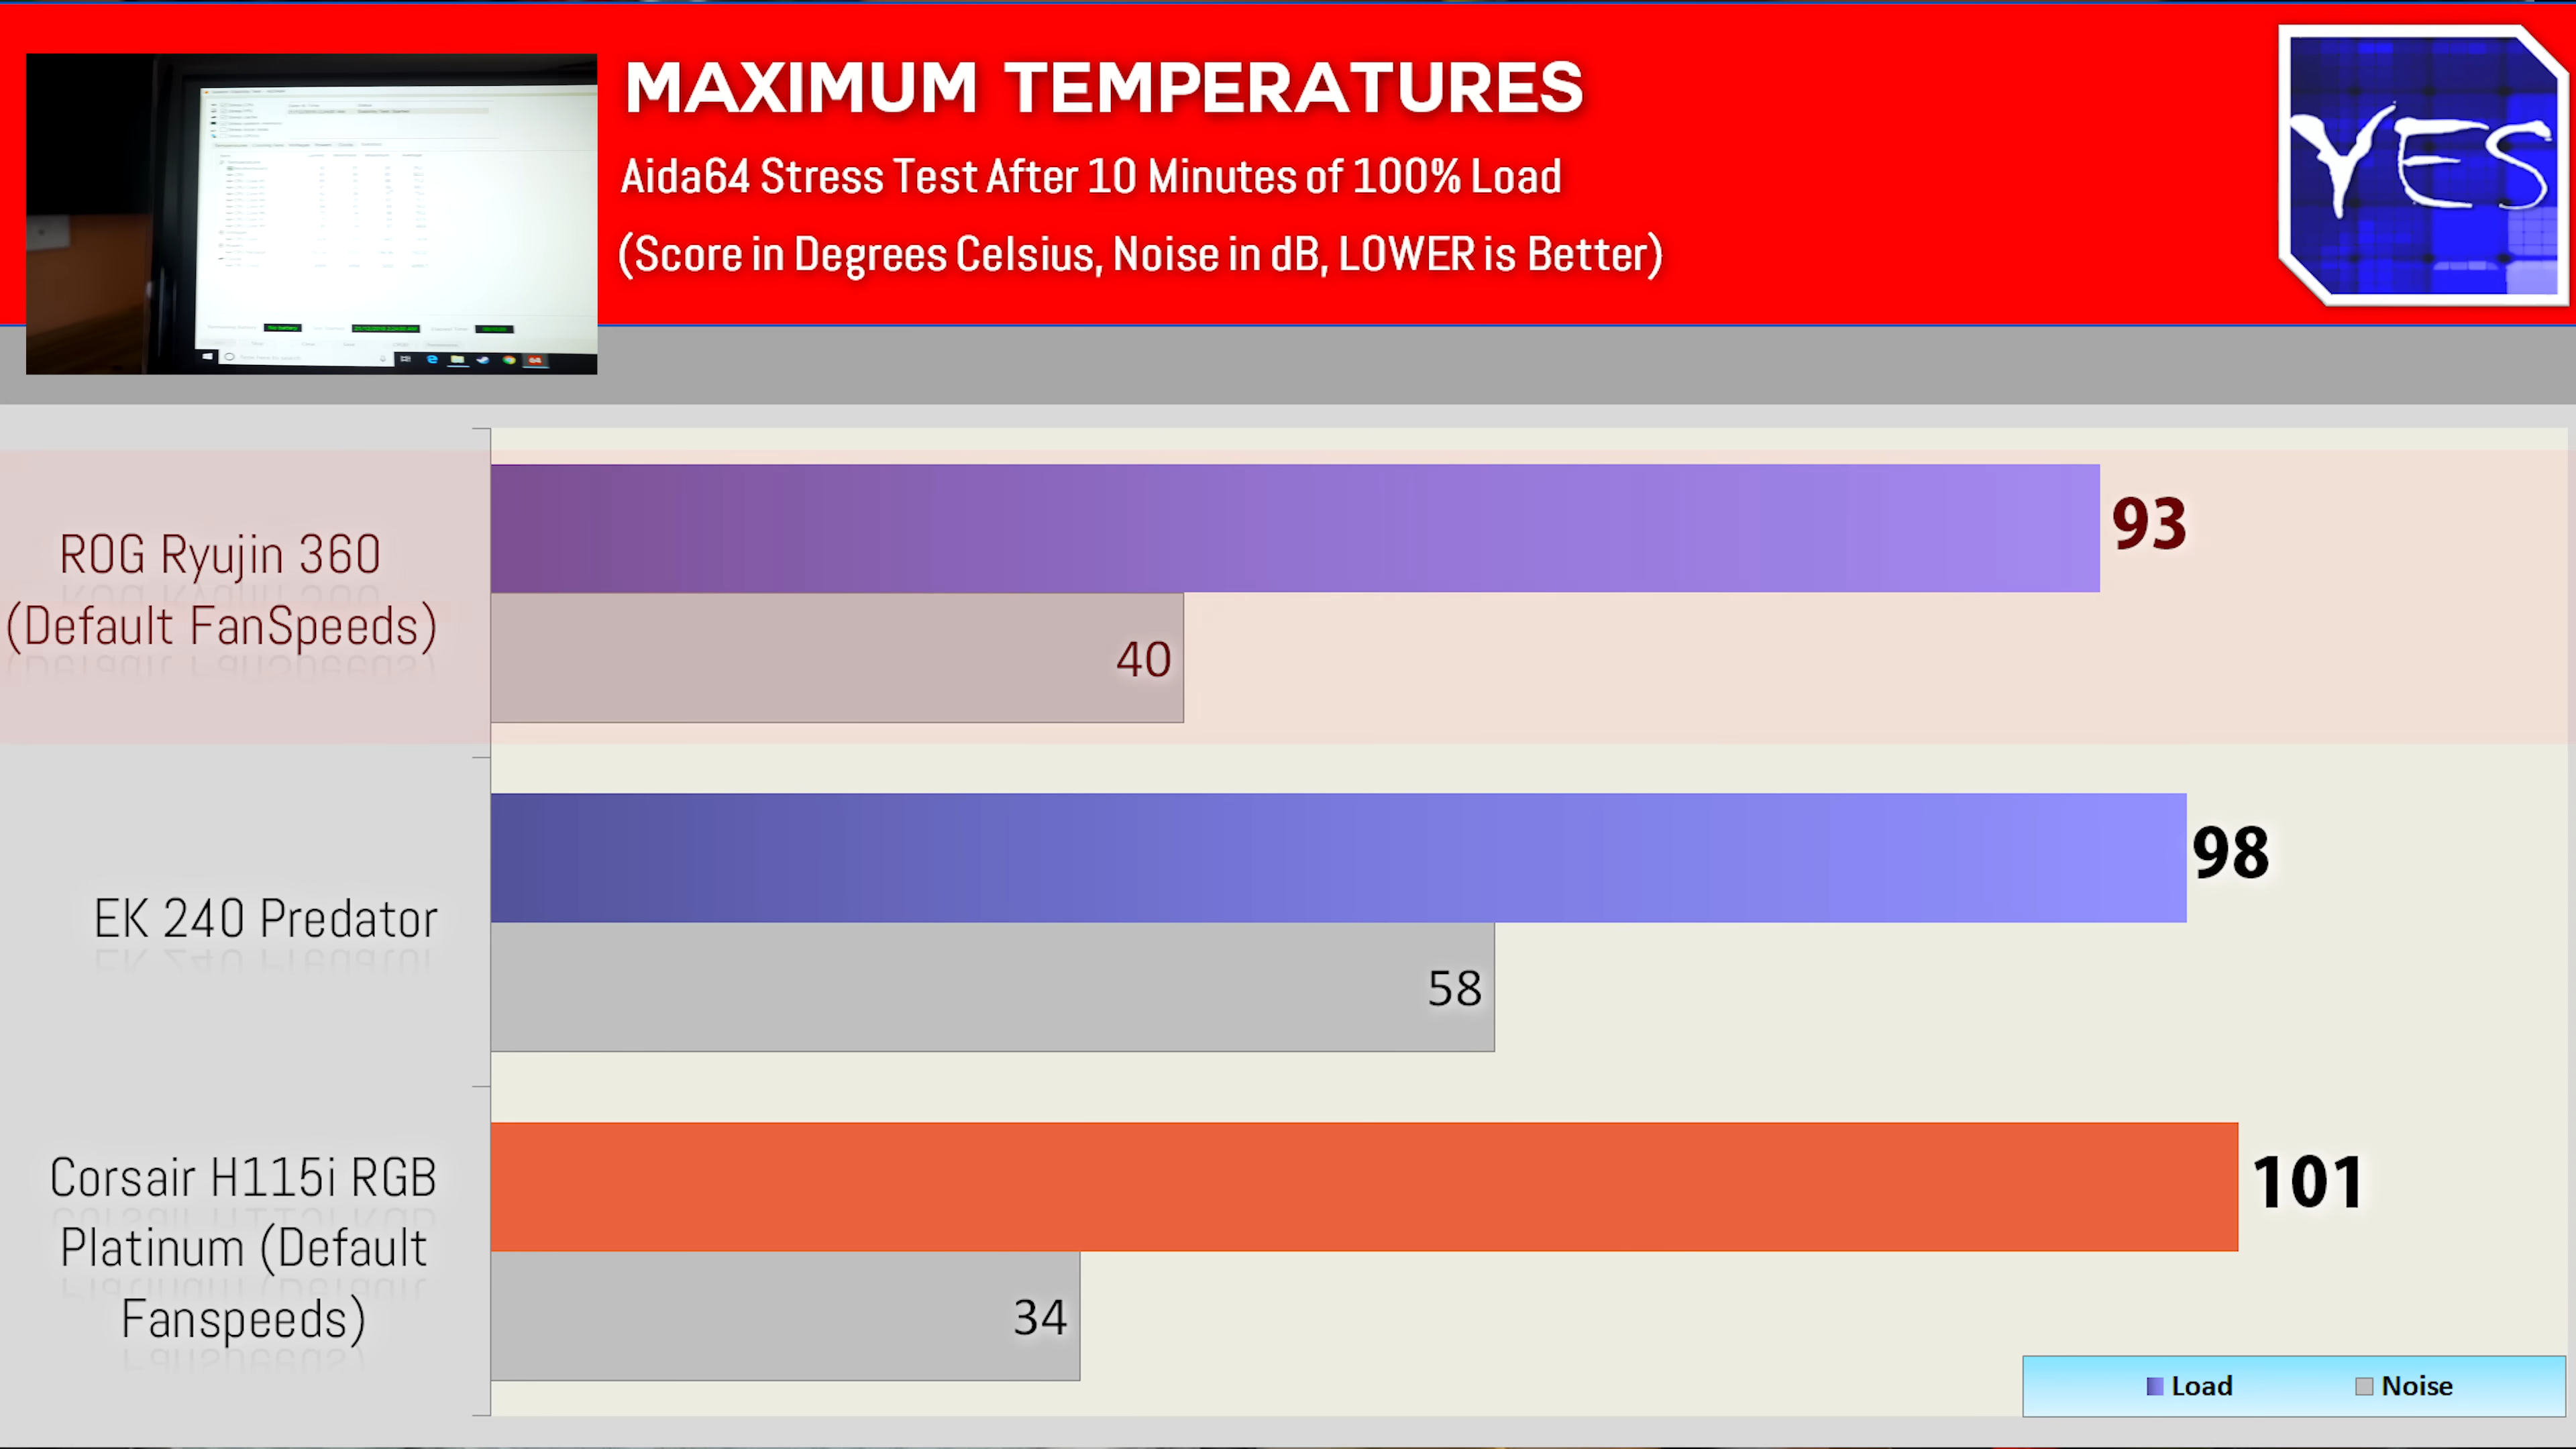 MAXIMUM TEMPERATURES
Aida64 Stress Test After 10 Minutes of 100% Load
(Score in Degrees Celsius, Noise in dB, LOWER is Better)
YES
ROG Ryujin 360
(Default FanSpeeds)
93
40
EK 240 Predator
98
58
Corsair H115i RGB
Platinum (Default
Fanspeeds)
101
34
Load
Noise